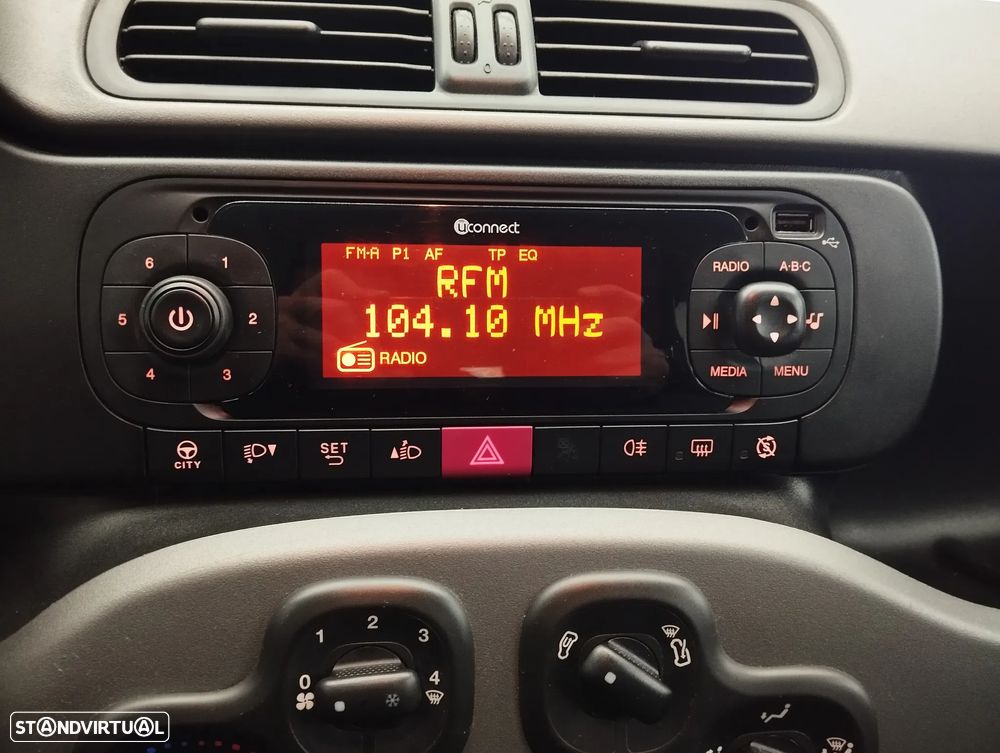 uconnect
FM-A P1 AF TP EQ
RFM
104.10 MHz
RADIO
6 1
5 2
4 3
RADIO A·B·C
MEDIA MENU
CITY
SET
0 1 2 3 4
STANDVIRTUAL